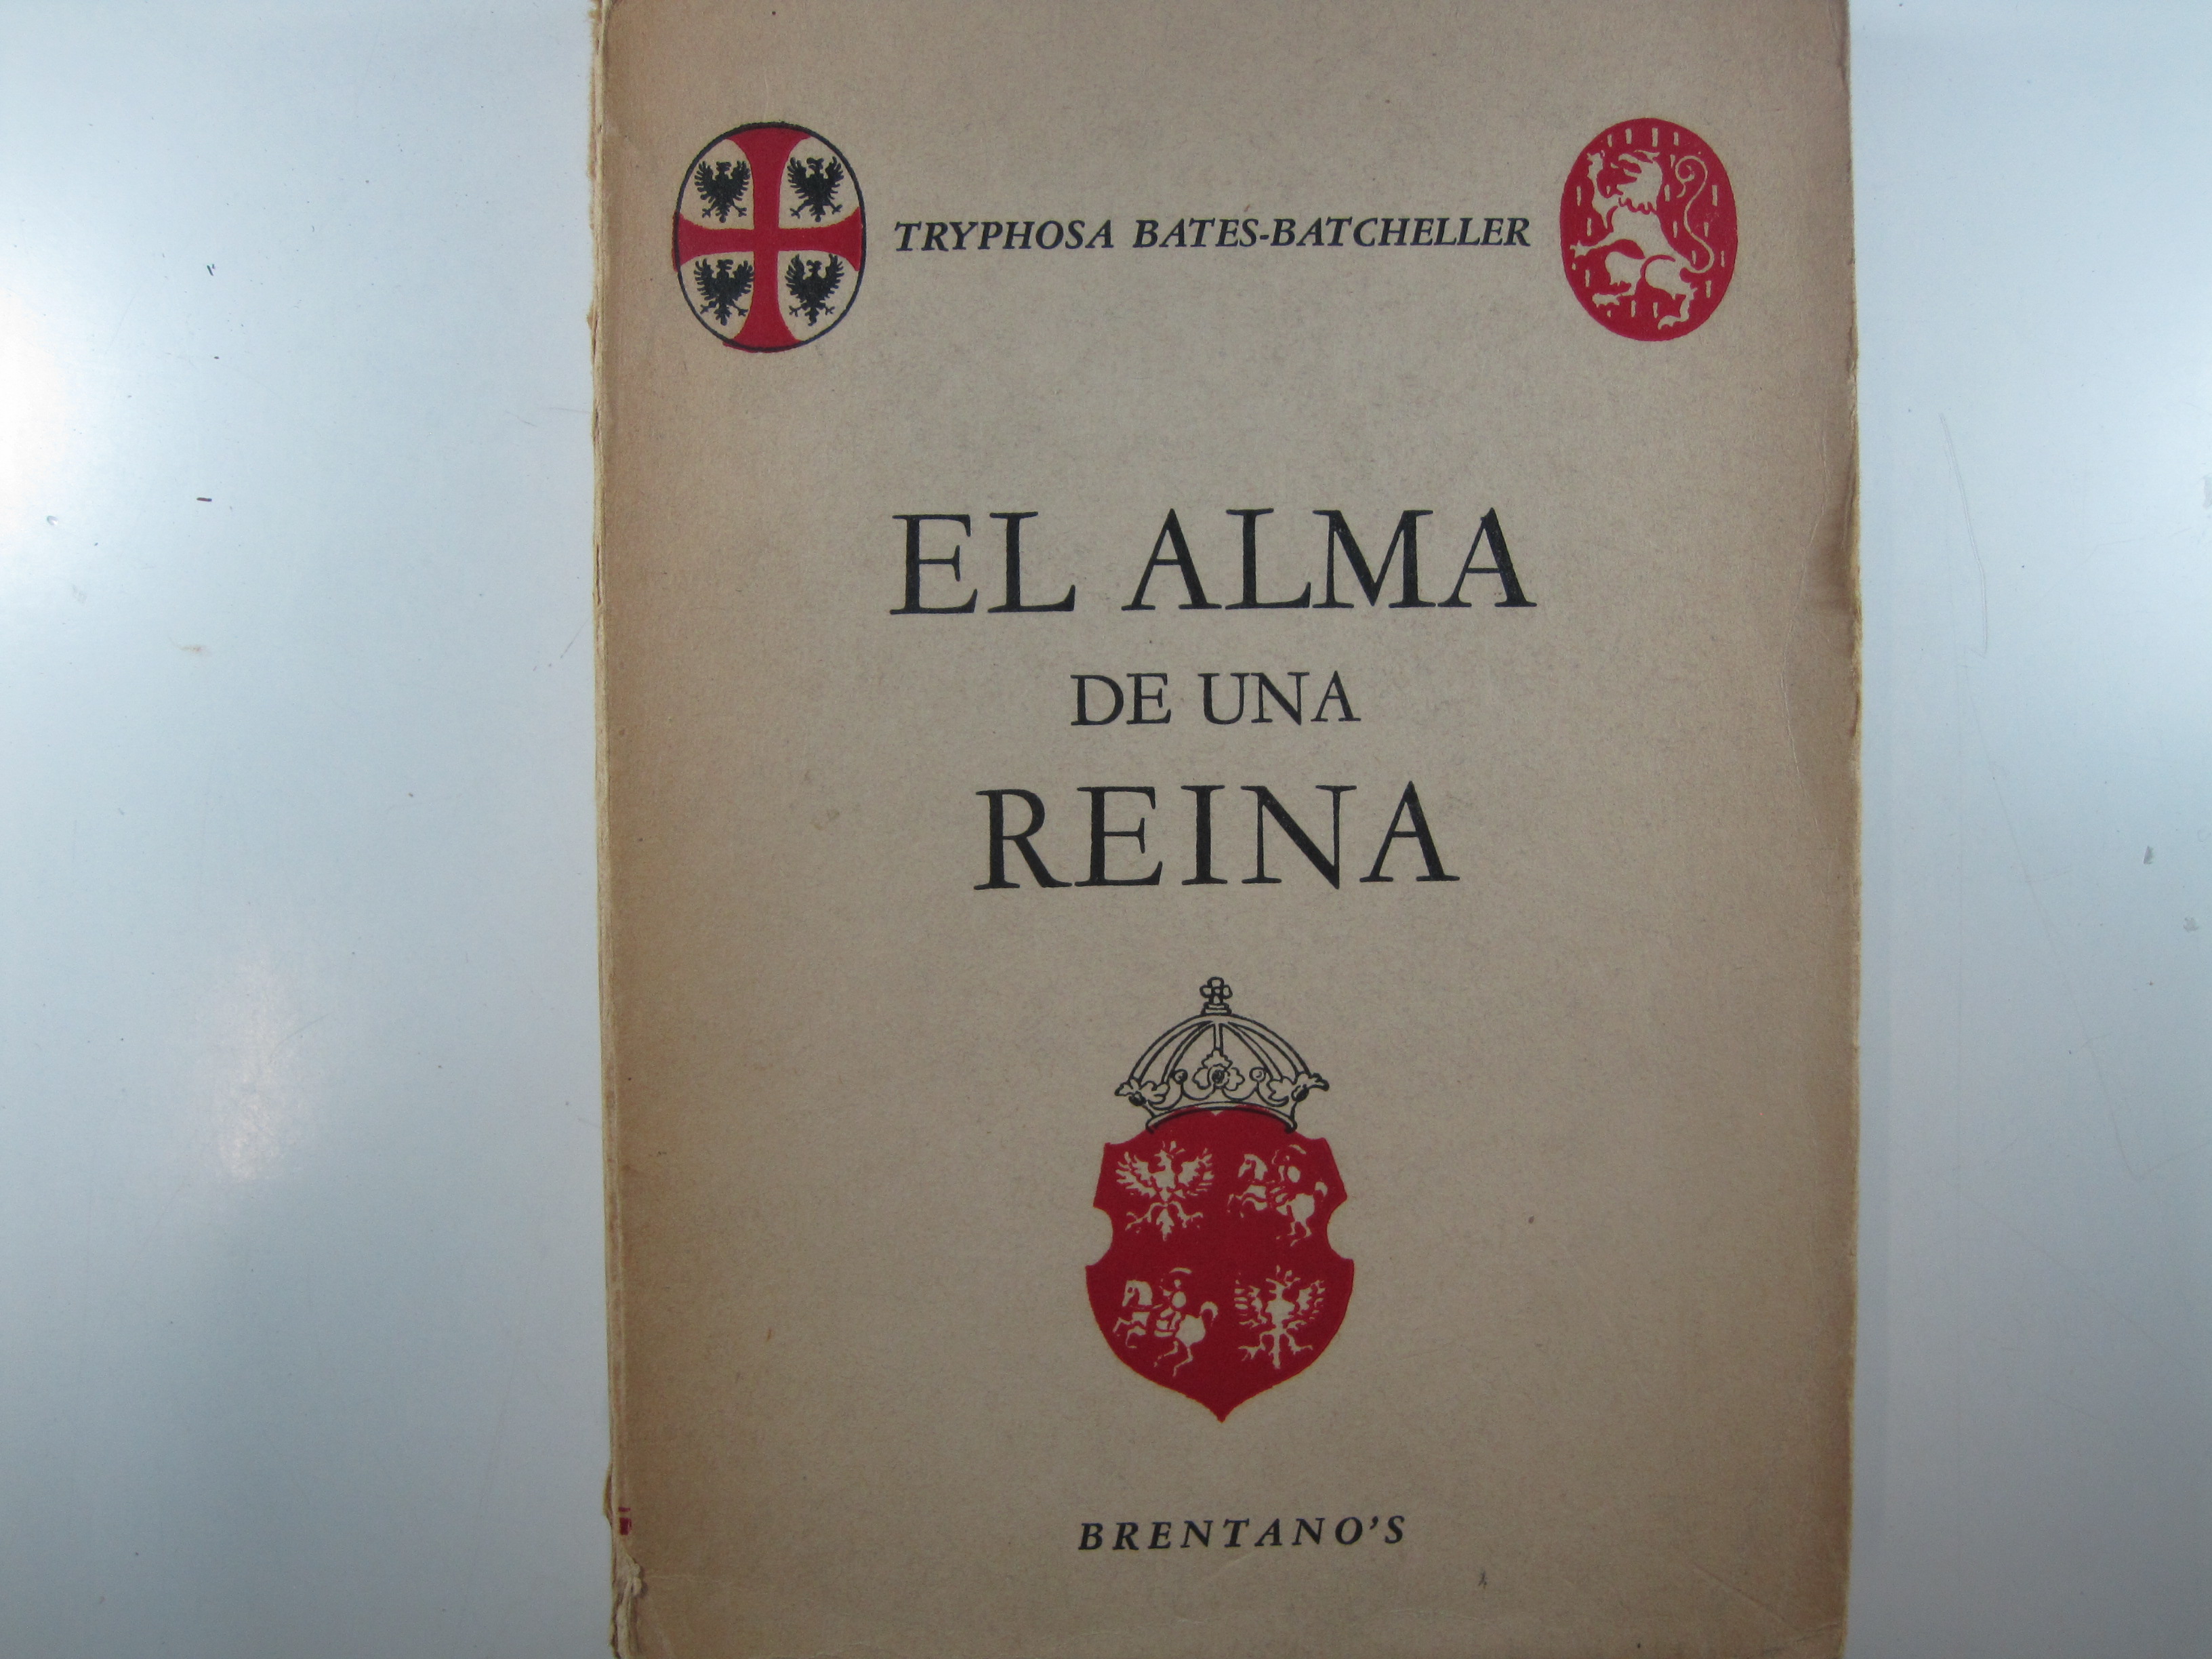 TRYPHOSA BATES-BATCHELLER
EL ALMA
DE UNA
REINA
BRENTANO'S